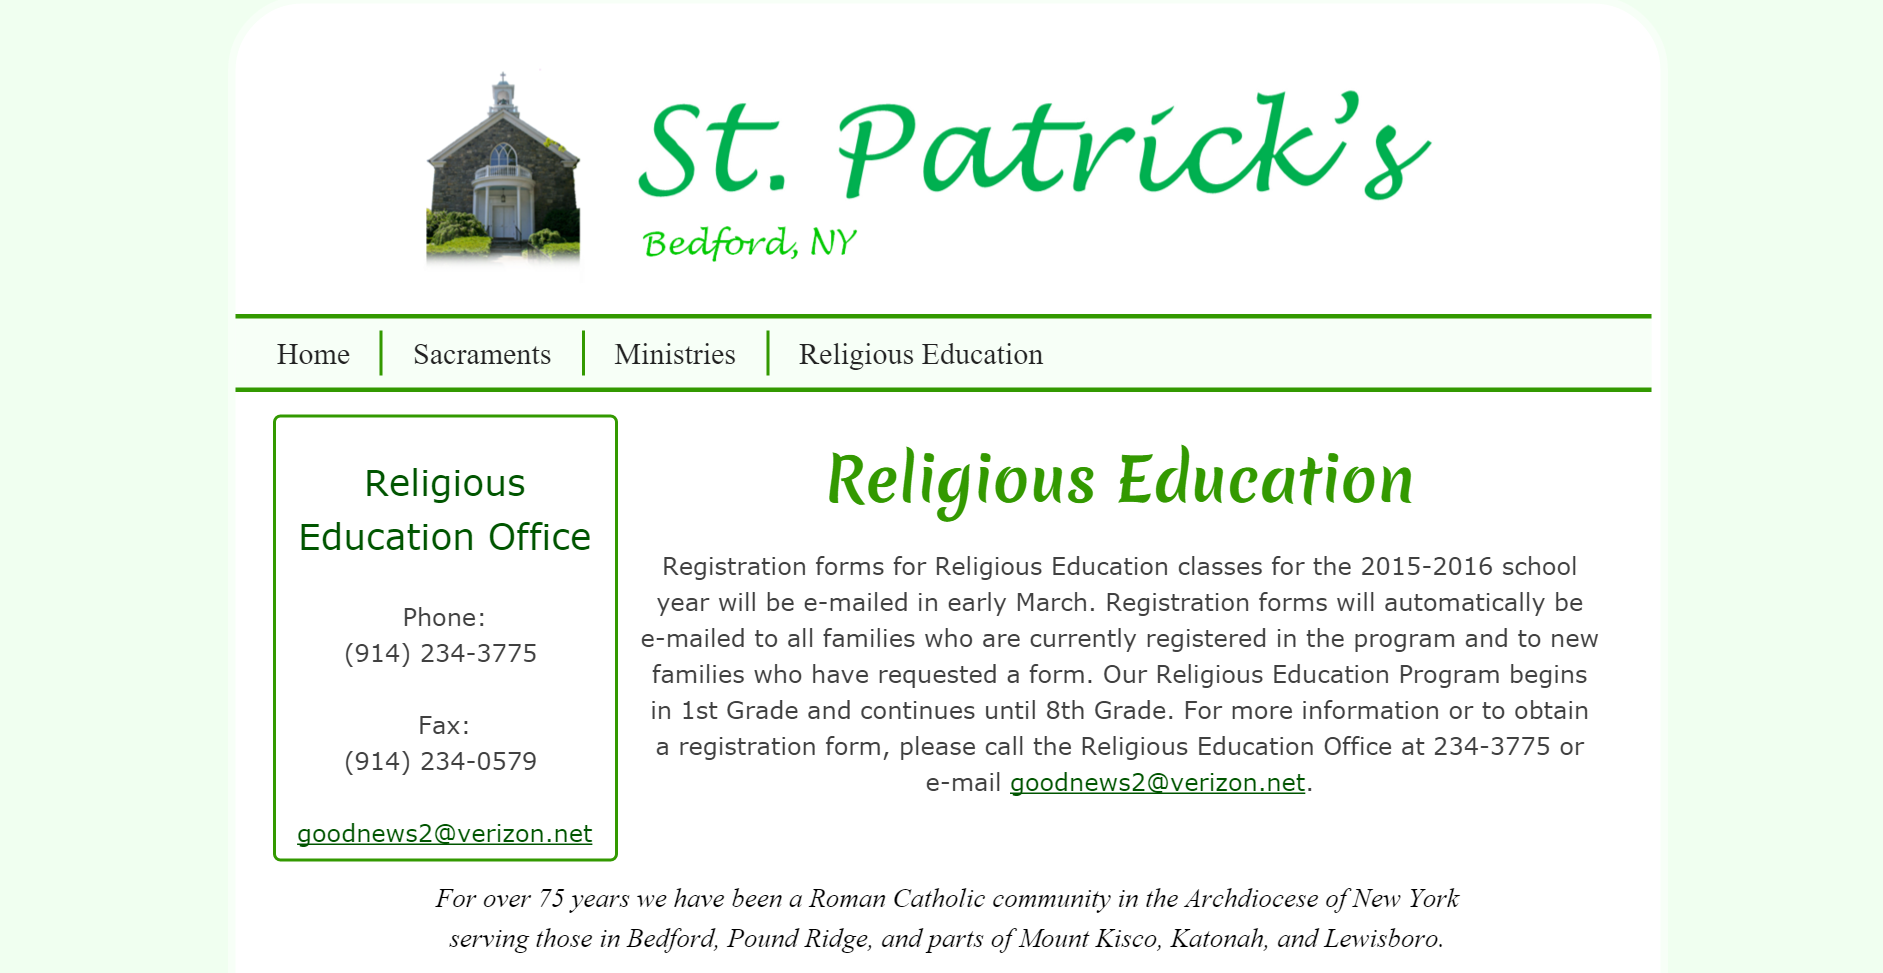 St. Patrick's
Bedford, NY
Home
Sacraments
Ministries
Religious Education
Religious
Education Office
Phone:
(914) 234-3775
Fax:
(914) 234-0579
goodnews2@verizon.net
Religious Education
Registration forms for Religious Education classes for the 2015-2016 school
year will be e-mailed in early March. Registration forms will automatically be
e-mailed to all families who are currently registered in the program and to new
families who have requested a form. Our Religious Education Program begins
in 1st Grade and continues until 8th Grade. For more information or to obtain
a registration form, please call the Religious Education Office at 234-3775 or
e-mail goodnews2@verizon.net.
For over 75 years we have been a Roman Catholic community in the Archdiocese of New York
serving those in Bedford, Pound Ridge, and parts of Mount Kisco, Katonah, and Lewisboro.